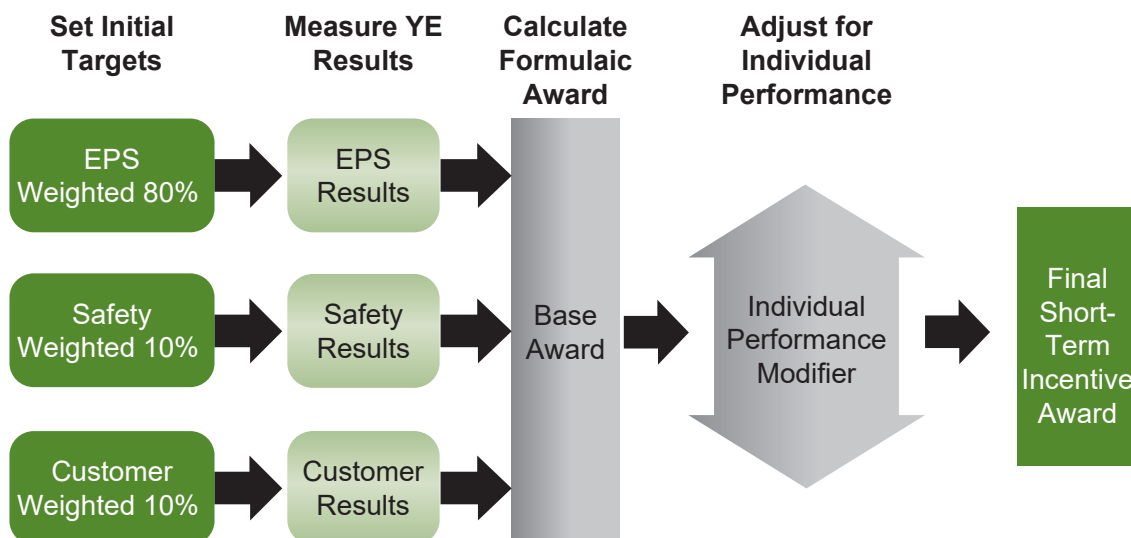 Set Initial
Targets
Measure YE
Results
Calculate
Formulaic
Award
Adjust for
Individual
Performance
EPS
Weighted 80%
EPS
Results
Safety
Weighted 10%
Safety
Results
Customer
Weighted 10%
Customer
Results
Base
Award
Individual
Performance
Modifier
Final
Short-
Term
Incentive
Award